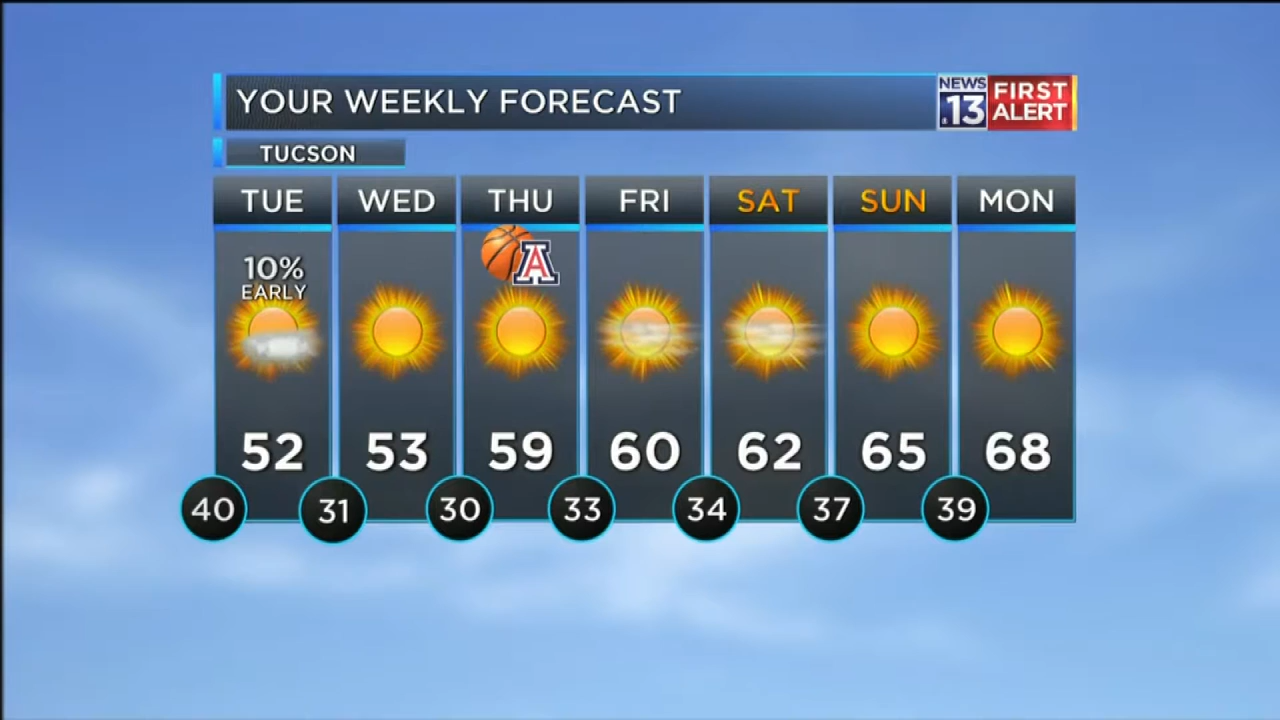 YOUR WEEKLY FORECAST
NEWS
13
FIRST
ALERT
TUCSON
TUE WED THU FRI SAT SUN MON
10%
EARLY
A
52 53 59 60 62 65 68
40 31 30 33 34 37 39